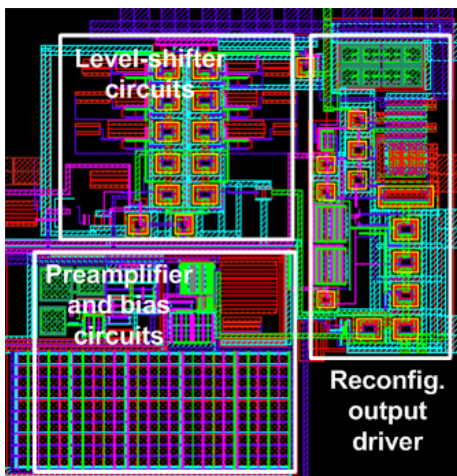 Level-shifter
circuits
Preamplifier
and bias
circuits
Reconfig.
output
driver